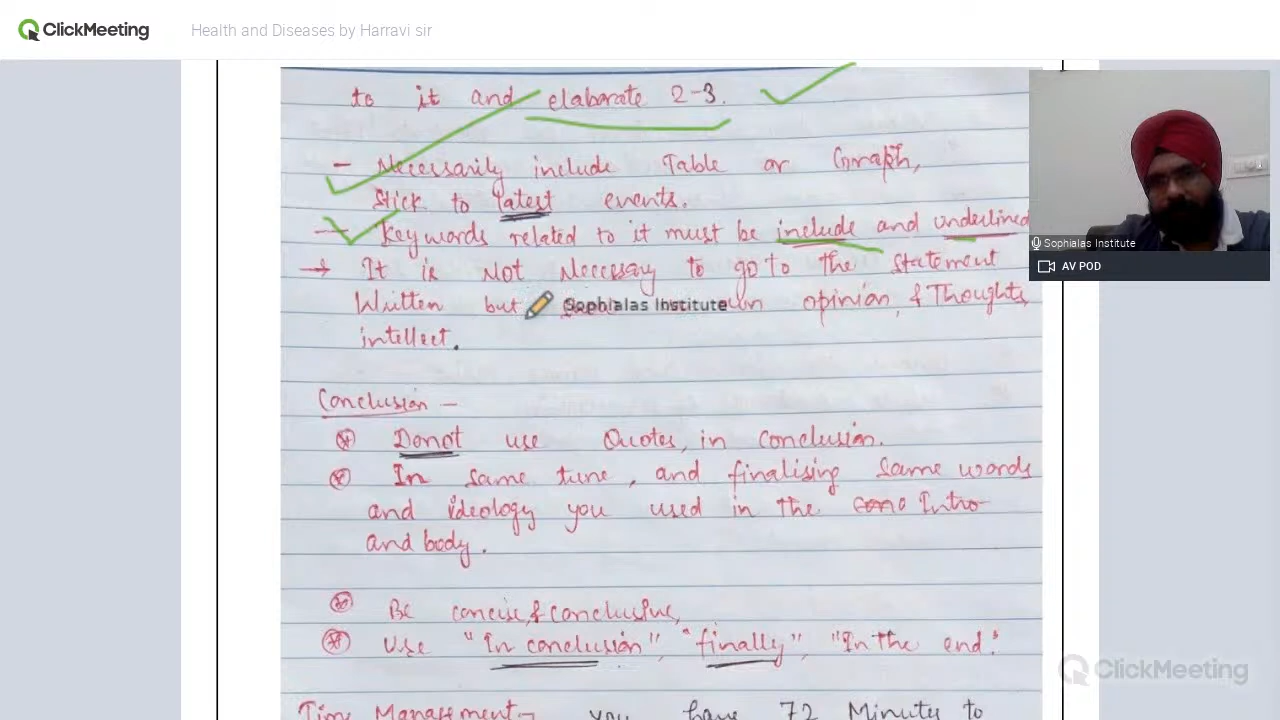 ClickMeeting
Health and Diseases by Harravi sir
to it and elaborate 2-3.
- Necessarily include Table or Graph,
Stick to latest events.
- Keywords related to it must be include and underlined
→ It is Not Necessary to go to the statement
Written but opinion, & Thoughts,
Sophialas Institute
intellect.
Sophialas Institute
AV POD
Conclusion -
Donot use Quotes, in conclusion.
In same tune, and finalising same words
and ideology you used in the Intro
and body.
Be concise, & conclusive,
Use "In conclusion", "finally", "In the end."
ClickMeeting
Time Management - you have 72 Minutes to